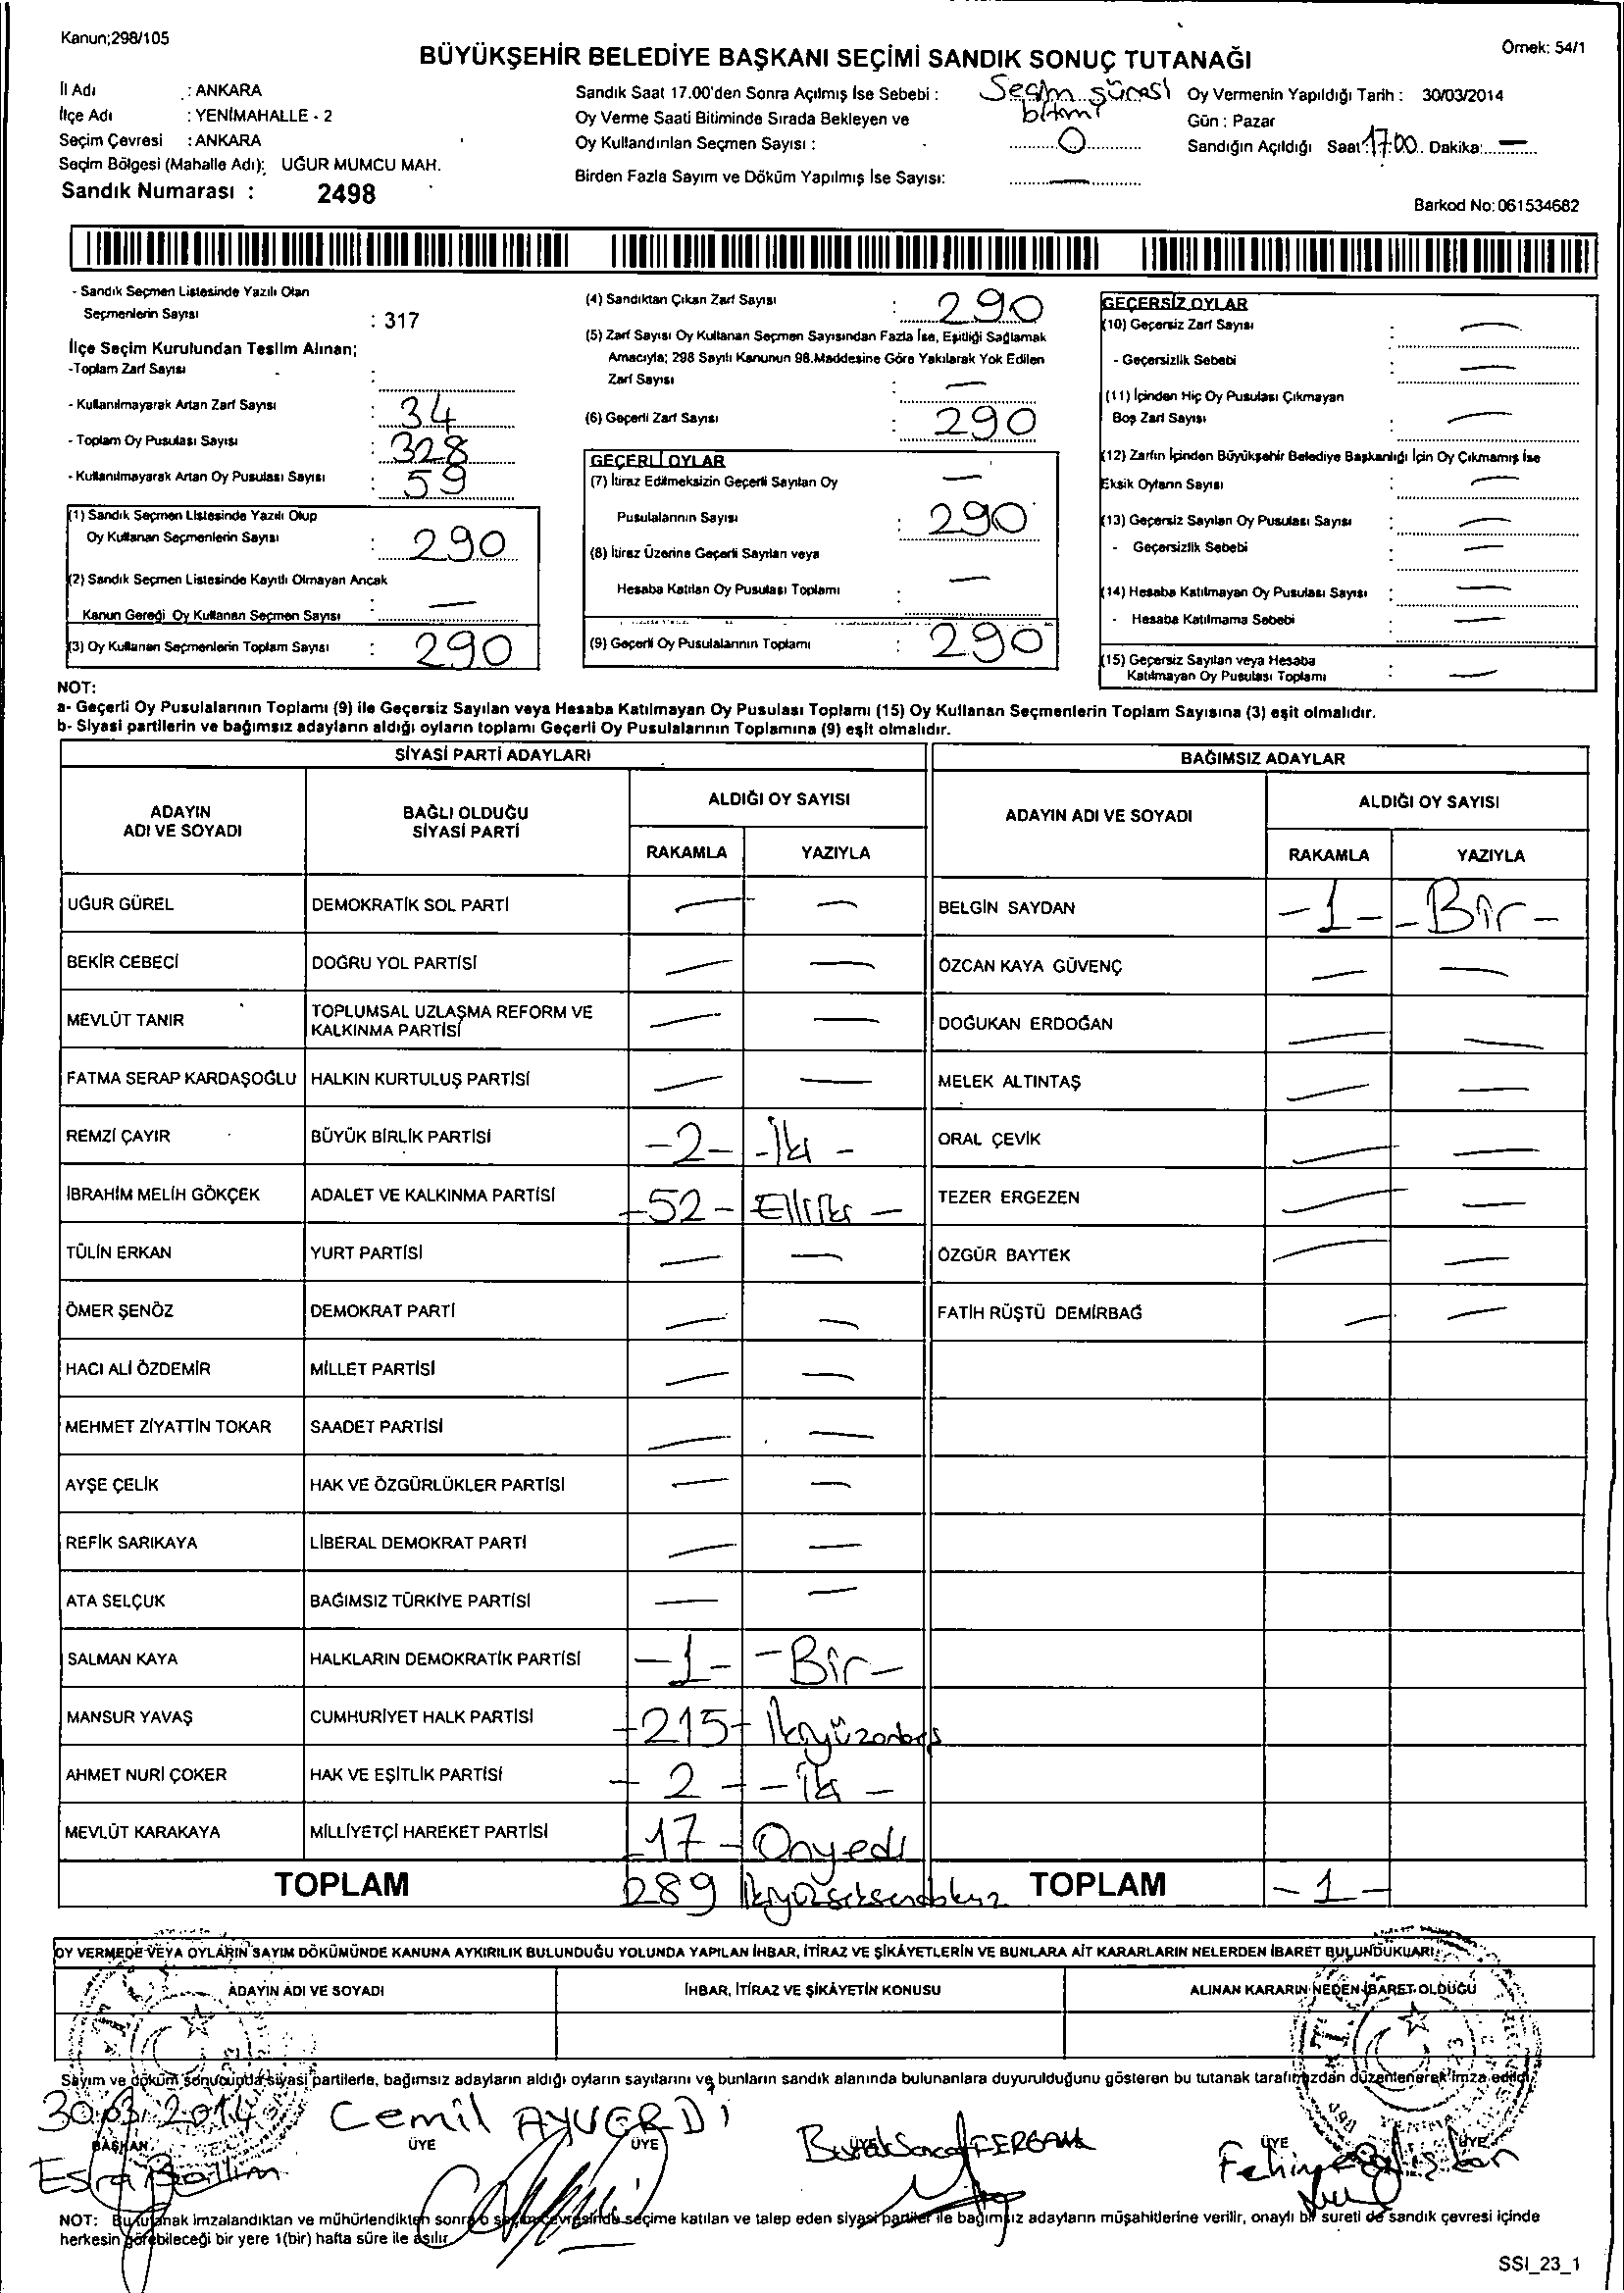 Kanun;298/105
Örnek: 54/1
BÜYÜKŞEHİR BELEDİYE BAŞKANI SEÇİMİ SANDIK SONUÇ TUTANAĞI
İl Adı : ANKARA
İlçe Adı : YENİMAHALLE - 2
Seçim Çevresi : ANKARA
Seçim Bölgesi (Mahalle Adı): UĞUR MUMCU MAH.
Sandık Numarası : 2498
Sandık Saat 17.00'den Sonra Açılmış İse Sebebi : Seçim süresi bitimi
Oy Verme Saati Bitiminde Sırada Bekleyen ve
Oy Kullandırılan Seçmen Sayısı : 0
Birden Fazla Sayım ve Döküm Yapılmış İse Sayısı: —
Oy Vermenin Yapıldığı Tarih : 30/03/2014
Gün : Pazar
Sandığın Açıldığı Saat: 17.00 Dakika: —
Barkod No: 061534682
- Sandık Seçmen Listesinde Yazılı Olan
Seçmenlerin Sayısı : 317
İlçe Seçim Kurulundan Teslim Alınan;
-Toplam Zarf Sayısı :
- Kullanılmayarak Artan Zarf Sayısı : 34
- Toplam Oy Pusulası Sayısı : 328
- Kullanılmayarak Artan Oy Pusulası Sayısı : 59
(1) Sandık Seçmen Listesinde Yazılı Olup
Oy Kullanan Seçmenlerin Sayısı : 290
(2) Sandık Seçmen Listesinde Kayıtlı Olmayan Ancak
Kanun Gereği Oy Kullanan Seçmen Sayısı : —
(3) Oy Kullanan Seçmenlerin Toplam Sayısı : 290
(4) Sandıktan Çıkan Zarf Sayısı : 290
(5) Zarf Sayısı Oy Kullanan Seçmen Sayısından Fazla İse, Eşitliği Sağlamak
Amacıyla; 298 Sayılı Kanunun 98.Maddesine Göre Yakılarak Yok Edilen
Zarf Sayısı : —
(6) Geçerli Zarf Sayısı : 290
GEÇERLİ OYLAR
(7) İtiraz Edilmeksizin Geçerli Sayılan Oy —
Pusulalarının Sayısı : 290
(8) İtiraz Üzerine Geçerli Sayılan veya
Hesaba Katılan Oy Pusulası Toplamı : —
(9) Geçerli Oy Pusulalarının Toplamı : 290
GEÇERSİZ OYLAR
(10) Geçersiz Zarf Sayısı : —
- Geçersizlik Sebebi : —
(11) İçinden Hiç Oy Pusulası Çıkmayan
Boş Zarf Sayısı : —
(12) Zarfın İçinden Büyükşehir Belediye Başkanlığı İçin Oy Çıkmamış İse
Eksik Oyların Sayısı : —
(13) Geçersiz Sayılan Oy Pusulası Sayısı : —
- Geçersizlik Sebebi : —
(14) Hesaba Katılmayan Oy Pusulası Sayısı : —
- Hesaba Katılmama Sebebi : —
(15) Geçersiz Sayılan veya Hesaba
Katılmayan Oy Pusulası Toplamı : —
NOT:
a- Geçerli Oy Pusulalarının Toplamı (9) ile Geçersiz Sayılan veya Hesaba Katılmayan Oy Pusulası Toplamı (15) Oy Kullanan Seçmenlerin Toplam Sayısına (3) eşit olmalıdır.
b- Siyasi partilerin ve bağımsız adayların aldığı oyların toplamı Geçerli Oy Pusulalarının Toplamına (9) eşit olmalıdır.
SİYASİ PARTİ ADAYLARI
ADAYIN ADI VE SOYADI
BAĞLI OLDUĞU SİYASİ PARTİ
ALDIĞI OY SAYISI
RAKAMLA YAZIYLA
UĞUR GÜREL DEMOKRATİK SOL PARTİ — —
BEKİR CEBECİ DOĞRU YOL PARTİSİ — —
MEVLÜT TANIR TOPLUMSAL UZLAŞMA REFORM VE KALKINMA PARTİSİ — —
FATMA SERAP KARDAŞOĞLU HALKIN KURTULUŞ PARTİSİ — —
REMZİ ÇAYIR BÜYÜK BİRLİK PARTİSİ -2- -İki -
İBRAHİM MELİH GÖKÇEK ADALET VE KALKINMA PARTİSİ -52- Elliiki -
TÜLİN ERKAN YURT PARTİSİ — —
ÖMER ŞENÖZ DEMOKRAT PARTİ — —
HACI ALİ ÖZDEMİR MİLLET PARTİSİ — —
MEHMET ZİYATTİN TOKAR SAADET PARTİSİ — —
AYŞE ÇELİK HAK VE ÖZGÜRLÜKLER PARTİSİ — —
REFİK SARIKAYA LİBERAL DEMOKRAT PARTİ — —
ATA SELÇUK BAĞIMSIZ TÜRKİYE PARTİSİ — —
SALMAN KAYA HALKLARIN DEMOKRATİK PARTİSİ -1- -Bir-
MANSUR YAVAŞ CUMHURİYET HALK PARTİSİ -215- İkiyüzonbeş
AHMET NURİ ÇOKER HAK VE EŞİTLİK PARTİSİ - 2 - - İki -
MEVLÜT KARAKAYA MİLLİYETÇİ HAREKET PARTİSİ -17- Onyedi
TOPLAM 289 İkiyüzseksendokuz
BAĞIMSIZ ADAYLAR
ADAYIN ADI VE SOYADI
ALDIĞI OY SAYISI
RAKAMLA YAZIYLA
BELGİN SAYDAN -1- -Bir-
ÖZCAN KAYA GÜVENÇ — —
DOĞUKAN ERDOĞAN — —
MELEK ALTINTAŞ — —
ORAL ÇEVİK — —
TEZER ERGEZEN — —
ÖZGÜR BAYTEK — —
FATİH RÜŞTÜ DEMİRBAĞ — —
TOPLAM -1-
OY VERMEDE VEYA OYLARIN SAYIM DÖKÜMÜNDE KANUNA AYKIRILIK BULUNDUĞU YOLUNDA YAPILAN İHBAR, İTİRAZ VE ŞİKÂYETLERİN VE BUNLARA AİT KARARLARIN NELERDEN İBARET BULUNDUKLARI
ADAYIN ADI VE SOYADI
İHBAR, İTİRAZ VE ŞİKÂYETİN KONUSU
ALINAN KARARIN NEDEN İBARET OLDUĞU
Sayım ve döküm sonucunda siyasi partilerle, bağımsız adayların aldığı oyların sayılarını ve bunların sandık alanında bulunanlara duyurulduğunu gösteren bu tutanak tarafımızdan düzenlenerek imza edildi.
30.03.2014
Cemil AYVERDİ
BAŞKAN ÜYE ÜYE ÜYE ÜYE ÜYE
Esra
Burak
Fehime
NOT: Bu tutanak imzalandıktan ve mühürlendikten sonra o seçim çevresinde seçime katılan ve talep eden siyasi partiler ile bağımsız adayların müşahitlerine verilir, onaylı bir sureti de sandık çevresi içinde
herkesin görebileceği bir yere 1(bir) hafta süre ile asılır.
SSI_23_1